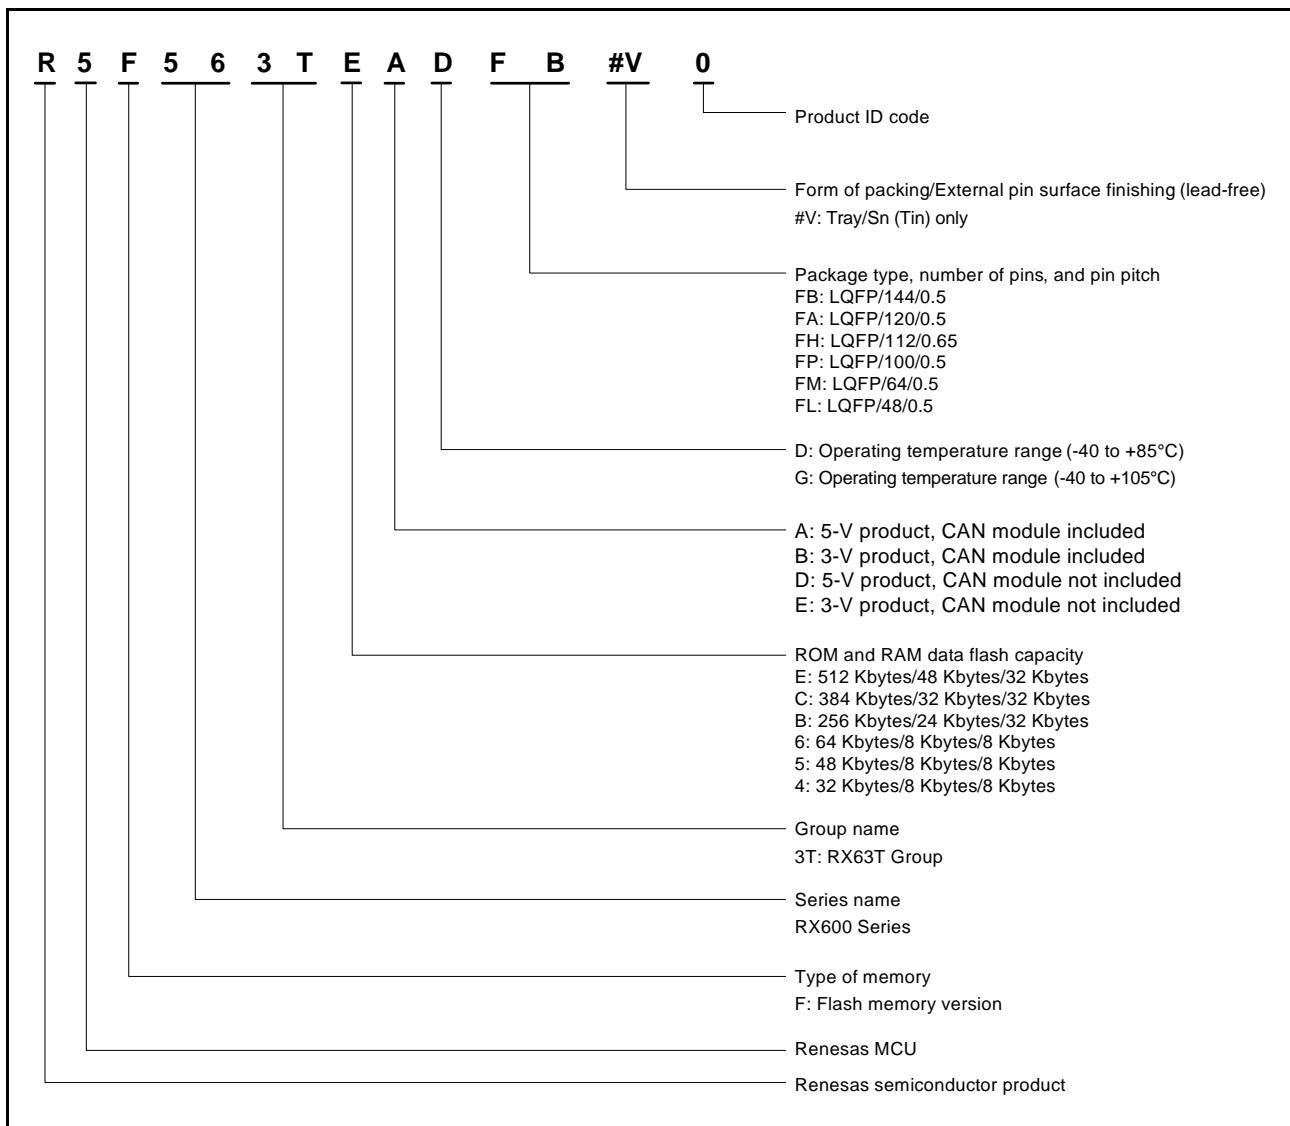 R 5 F 5 6 3 T E A D F B #V 0
Product ID code
Form of packing/External pin surface finishing (lead-free)
#V: Tray/Sn (Tin) only
Package type, number of pins, and pin pitch
FB: LQFP/144/0.5
FA: LQFP/120/0.5
FH: LQFP/112/0.65
FP: LQFP/100/0.5
FM: LQFP/64/0.5
FL: LQFP/48/0.5
D: Operating temperature range (-40 to +85°C)
G: Operating temperature range (-40 to +105°C)
A: 5-V product, CAN module included
B: 3-V product, CAN module included
D: 5-V product, CAN module not included
E: 3-V product, CAN module not included
ROM and RAM data flash capacity
E: 512 Kbytes/48 Kbytes/32 Kbytes
C: 384 Kbytes/32 Kbytes/32 Kbytes
B: 256 Kbytes/24 Kbytes/32 Kbytes
6: 64 Kbytes/8 Kbytes/8 Kbytes
5: 48 Kbytes/8 Kbytes/8 Kbytes
4: 32 Kbytes/8 Kbytes/8 Kbytes
Group name
3T: RX63T Group
Series name
RX600 Series
Type of memory
F: Flash memory version
Renesas MCU
Renesas semiconductor product